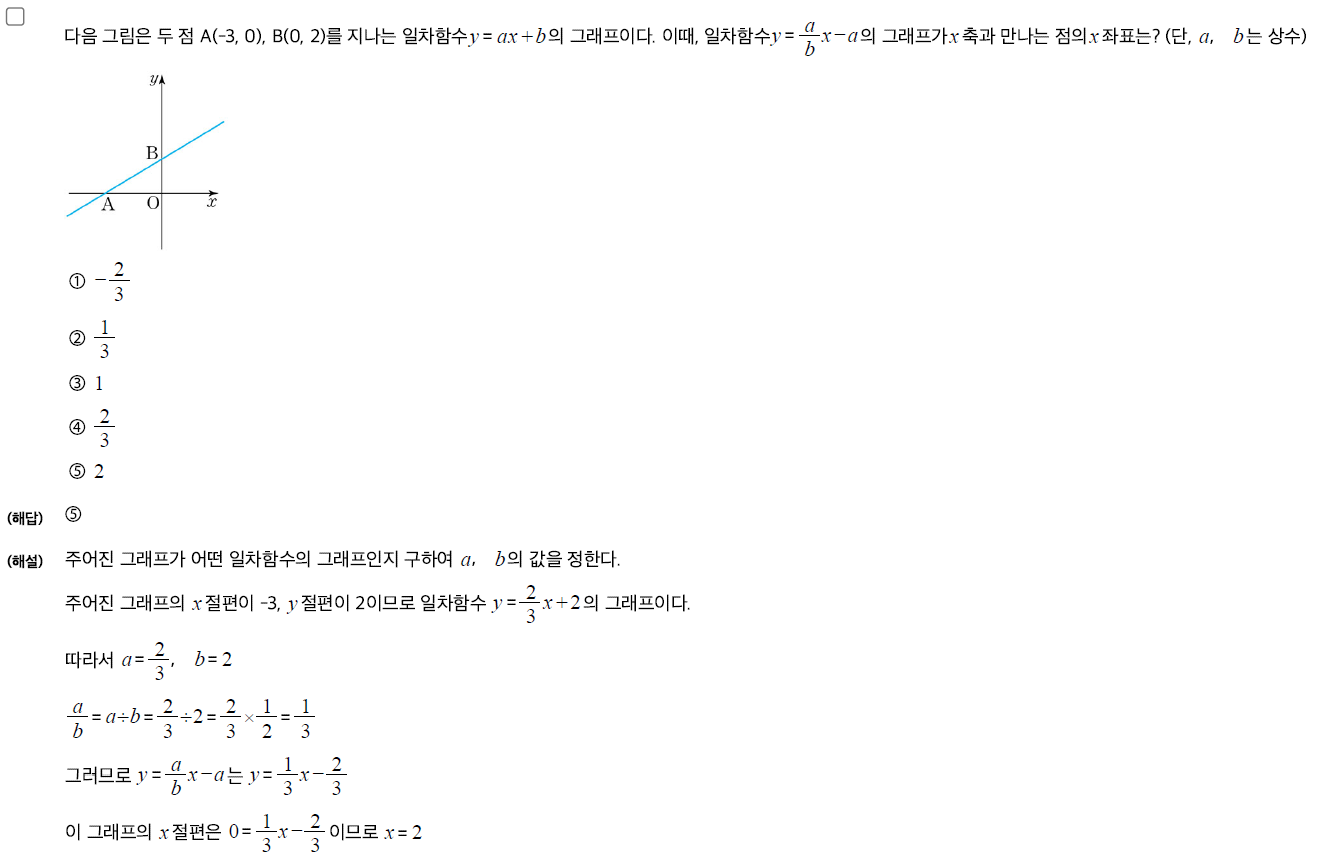 다음 그림은 두 점 A(-3, 0), B(0, 2)를 지나는 일차함수 y = ax+b의 그래프이다. 이때, 일차함수 y = a/b x-a의 그래프가 x축과 만나는 점의 x좌표는? (단, a, b는 상수)
y
B
A O x
① -2/3
② 1/3
③ 1
④ 2/3
⑤ 2
(해답) ⑤
(해설) 주어진 그래프가 어떤 일차함수의 그래프인지 구하여 a, b의 값을 정한다.
주어진 그래프의 x절편이 -3, y절편이 2이므로 일차함수 y = 2/3 x+2의 그래프이다.
따라서 a = 2/3, b = 2
a/b = a÷b = 2/3 ÷2 = 2/3 × 1/2 = 1/3
그러므로 y = a/b x-a는 y = 1/3 x - 2/3
이 그래프의 x절편은 0 = 1/3 x - 2/3 이므로 x = 2